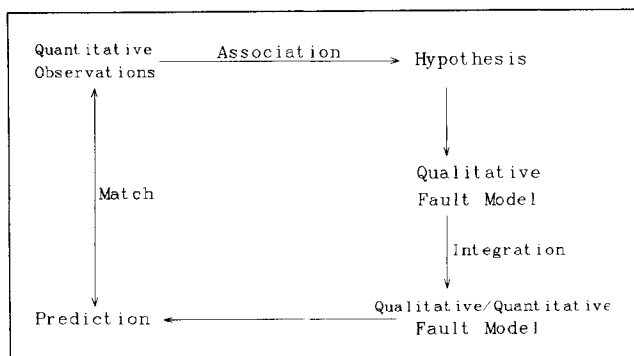 Quantitative
Observations
Association
Hypothesis
Qualitative
Fault Model
Match
Integration
Prediction
Qualitative/Quantitative
Fault Model